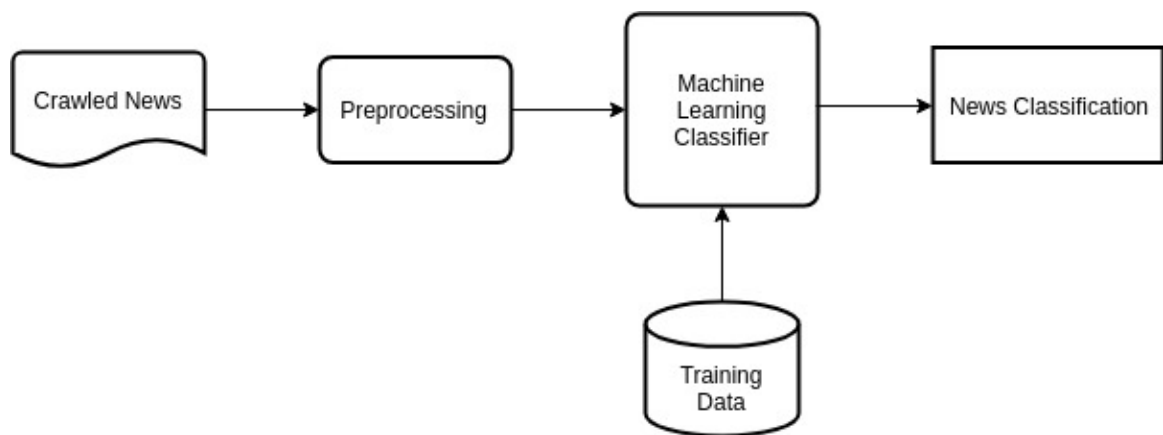 Crawled News
Preprocessing
Machine
Learning
Classifier
News Classification
Training
Data